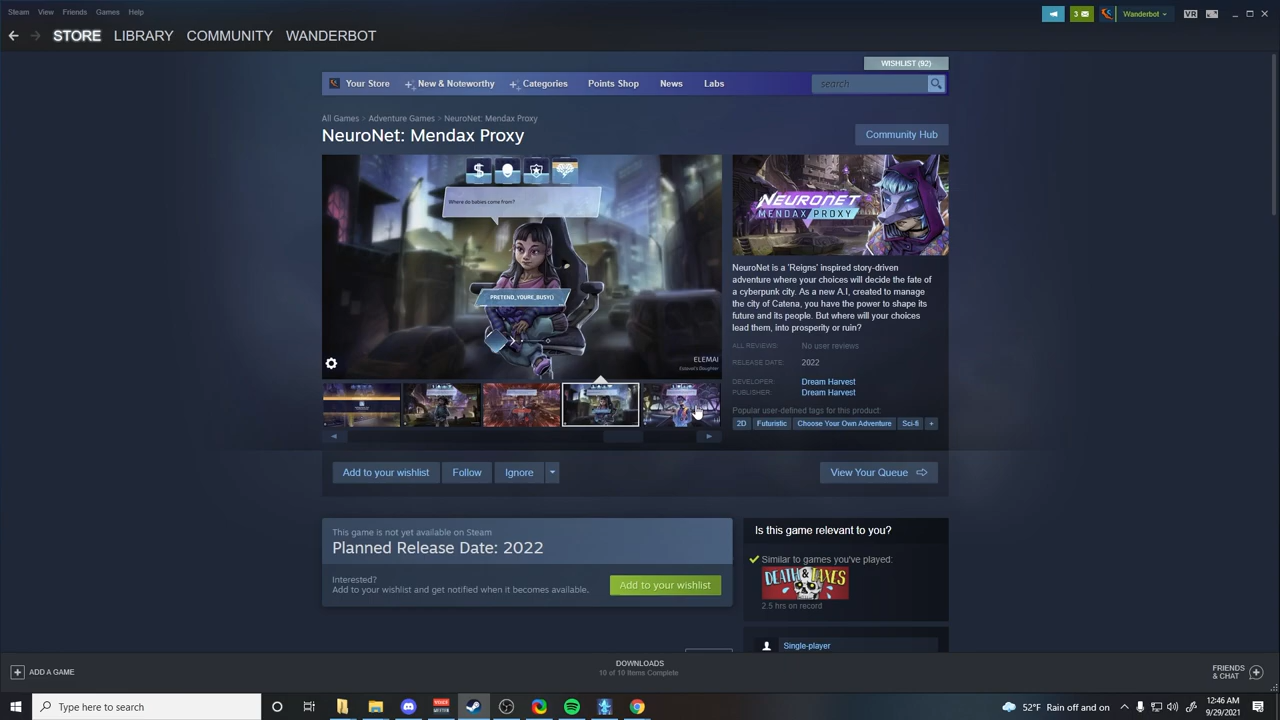 Steam View Friends Games Help
3
Wanderbot
VR
STORE LIBRARY COMMUNITY WANDERBOT
WISHLIST (92)
Your Store New & Noteworthy Categories Points Shop News Labs
search
All Games > Adventure Games > NeuroNet: Mendax Proxy
NeuroNet: Mendax Proxy
Community Hub
$
Where do babies come from?
PRETEND_YOURE_BUSY()
ELEMAI
NEURONET
MENDAX PROXY
NeuroNet is a 'Reigns' inspired story-driven
adventure where your choices will decide the fate of
a cyberpunk city. As a new A.I, created to manage
the city of Catena, you have the power to shape its
future and its people. But where will your choices
lead them, into prosperity or ruin?
ALL REVIEWS: No user reviews
RELEASE DATE: 2022
DEVELOPER: Dream Harvest
PUBLISHER: Dream Harvest
Popular user-defined tags for this product:
2D Futuristic Choose Your Own Adventure Sci-fi +
Add to your wishlist Follow Ignore
View Your Queue
This game is not yet available on Steam
Planned Release Date: 2022
Interested?
Add to your wishlist and get notified when it becomes available.
Add to your wishlist
Is this game relevant to you?
Similar to games you've played:
DEATH & TAXES
2.5 hrs on record
Single-player
ADD A GAME
DOWNLOADS
10 of 10 Items Complete
FRIENDS
& CHAT
Type here to search
52°F Rain off and on
12:46 AM
9/29/2021